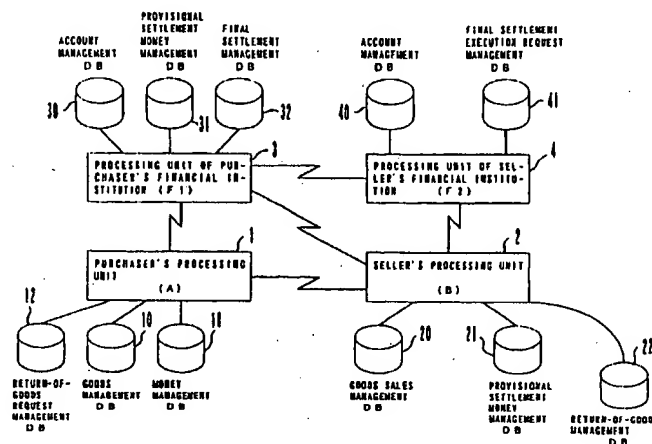 ACCOUNT
MANAGEMENT
DB
30
PROVISIONAL
SETTLEMENT
MONEY
MANAGEMENT
DB
31
FINAL
SETTLEMENT
MANAGEMENT
DB
32
ACCOUNT
MANAGEMENT
DB
40
FINAL SETTLEMENT
EXECUTION REQUEST
MANAGEMENT
DB
41
3
PROCESSING UNIT OF PUR-
CHASER'S FINANCIAL IN-
STITUTION (F1)
4
PROCESSING UNIT OF SEL-
LER'S FINANCIAL INSTITU-
TION (F2)
1
PURCHASER'S PROCESSING
UNIT
(A)
2
SELLER'S PROCESSING
UNIT
(B)
12
RETURN-OF-
GOODS
REQUEST
MANAGEMENT
DB
10
GOODS
MANAGEMENT
DB
MONEY
MANAGEMENT
DB
20
GOODS SALES
MANAGEMENT
DB
21
PROVISIONAL
SETTLEMENT
MONEY
MANAGEMENT
DB
22
RETURN-OF-GOODS
MANAGEMENT
DB